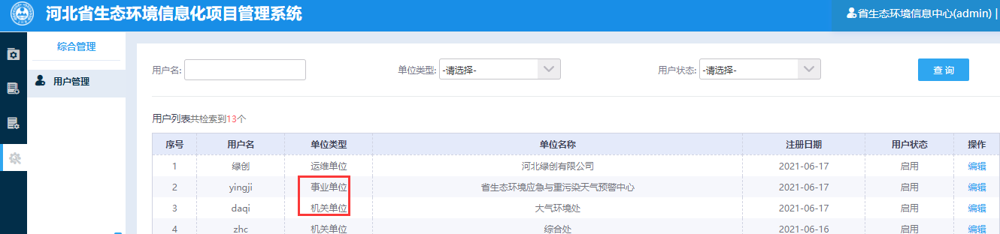 河北省生态环境信息化项目管理系统
省生态环境信息中心(admin) |
综合管理
用户管理
用户名: 单位类型: -请选择- 用户状态: -请选择- 查 询
用户列表共检索到13个
序号 用户名 单位类型 单位名称 注册日期 用户状态 操作
1 绿创 运维单位 河北绿创有限公司 2021-06-17 启用 编辑
2 yingji 事业单位 省生态环境应急与重污染天气预警中心 2021-06-17 启用 编辑
3 daqi 机关单位 大气环境处 2021-06-17 启用 编辑
4 zhc 机关单位 综合处 2021-06-16 启用 编辑